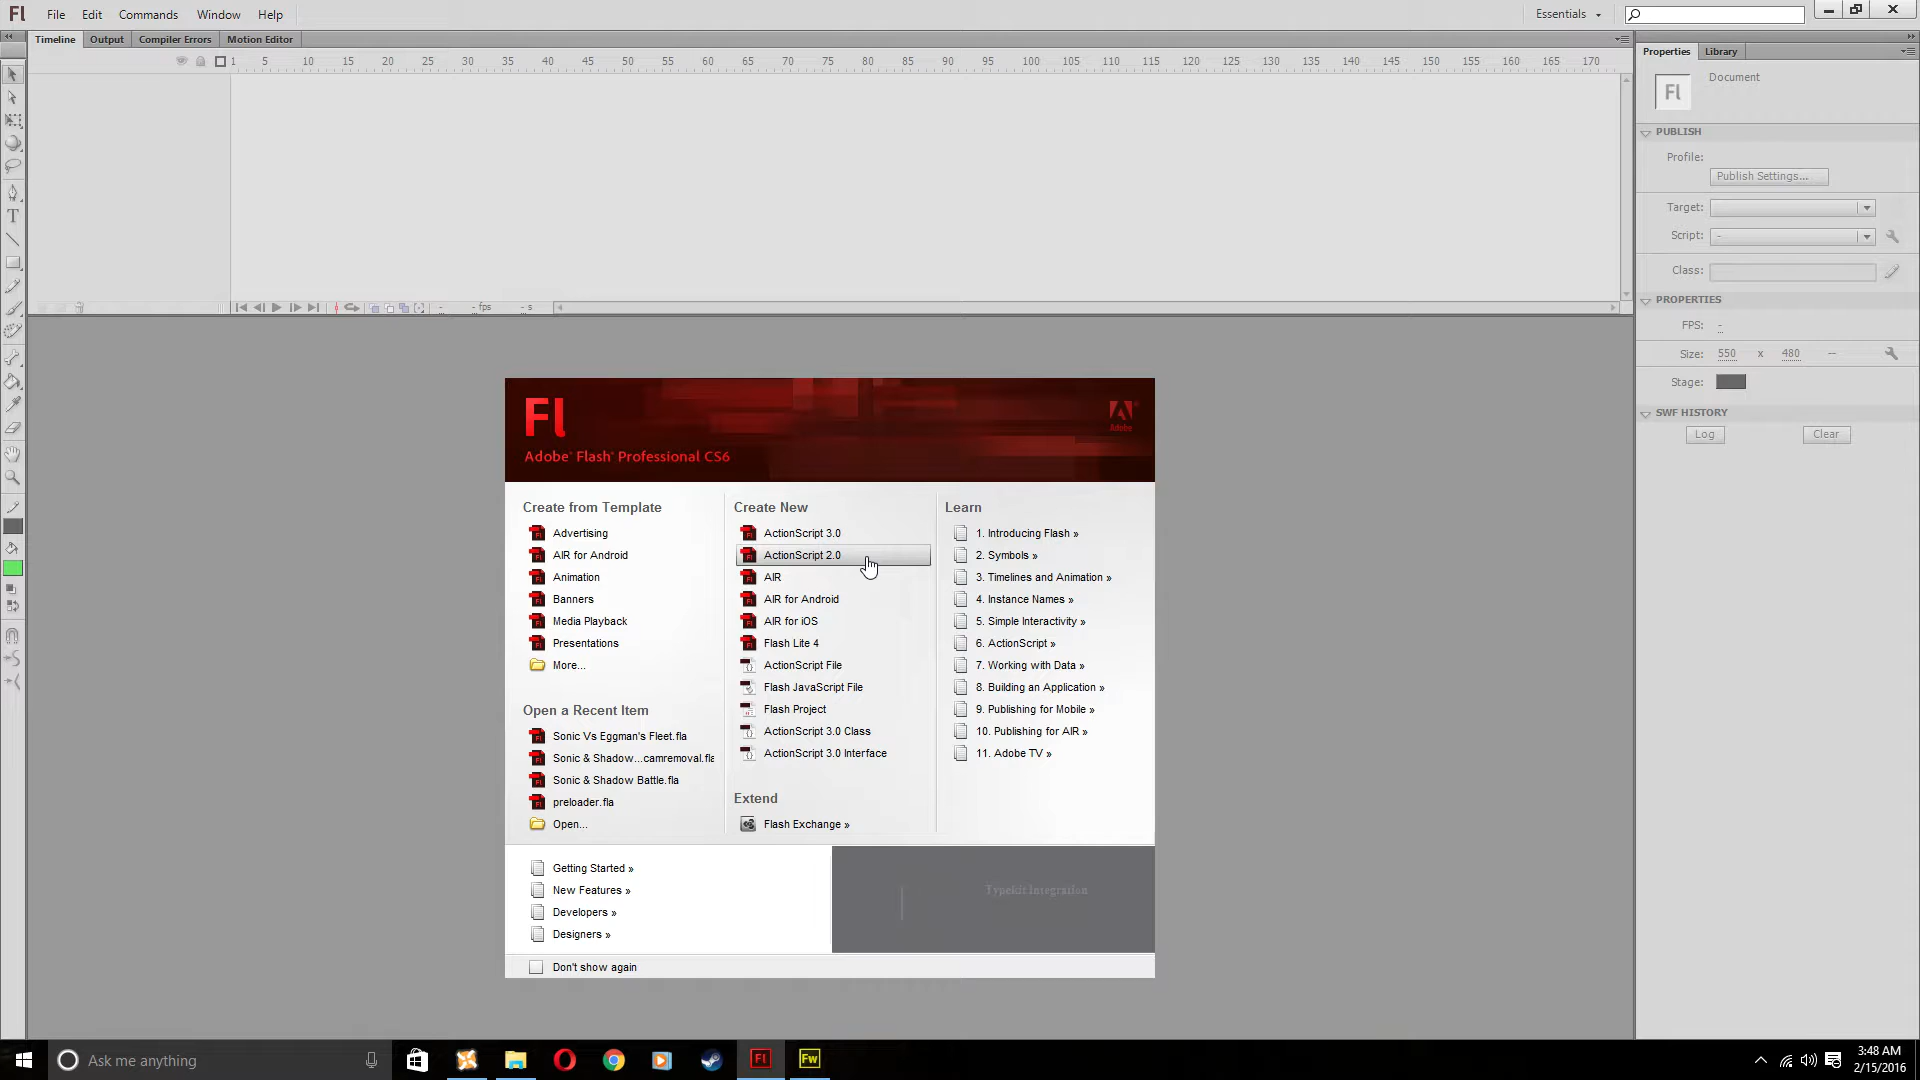 Fl File Edit Commands Window Help Essentials
Timeline Output Compiler Errors Motion Editor
1 5 10 15 20 25 30 35 40 45 50 55 60 65 70 75 80 85 90 95 100 105 110 115 120 125 130 135 140 145 150 155 160 165 170
- - fps - s
Properties Library
Fl
Document
PUBLISH
Profile:
Publish Settings...
Target:
Script: -
Class:
PROPERTIES
FPS: -
Size: 550 x 480
Stage:
SWF HISTORY
Log Clear
Fl
Adobe
Adobe® Flash® Professional CS6
Create from Template
Advertising
AIR for Android
Animation
Banners
Media Playback
Presentations
More...
Open a Recent Item
Sonic Vs Eggman's Fleet.fla
Sonic & Shadow...camremoval.fla
Sonic & Shadow Battle.fla
preloader.fla
Open...
Create New
ActionScript 3.0
ActionScript 2.0
AIR
AIR for Android
AIR for iOS
Flash Lite 4
ActionScript File
Flash JavaScript File
Flash Project
ActionScript 3.0 Class
ActionScript 3.0 Interface
Extend
Flash Exchange »
Learn
1. Introducing Flash »
2. Symbols »
3. Timelines and Animation »
4. Instance Names »
5. Simple Interactivity »
6. ActionScript »
7. Working with Data »
8. Building an Application »
9. Publishing for Mobile »
10. Publishing for AIR »
11. Adobe TV »
Getting Started »
New Features »
Developers »
Designers »
Typekit Integration
Don't show again
Ask me anything
Fl
Fw
3:48 AM
2/15/2016